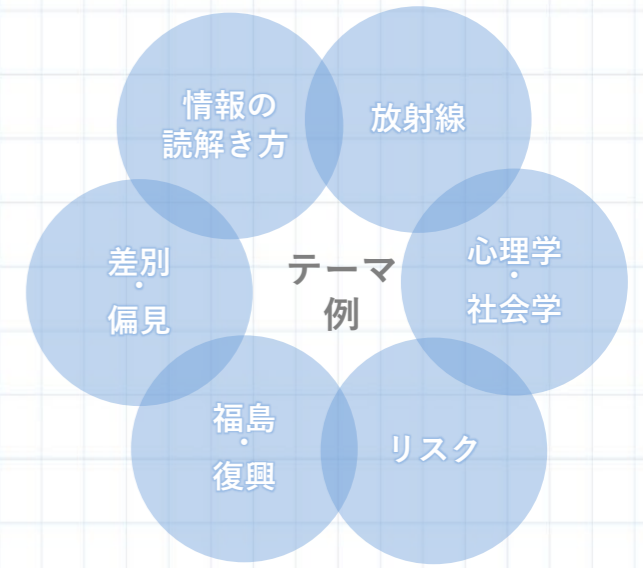 情報の
読解き方
放射線
心理学
・
社会学
リスク
福島
・
復興
差別
・
偏見
テーマ
例